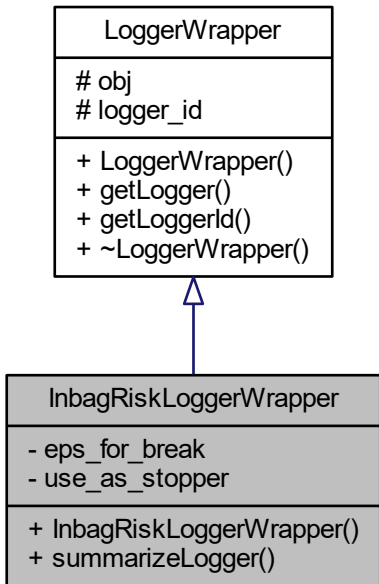 LoggerWrapper
# obj
# logger_id
+ LoggerWrapper()
+ getLogger()
+ getLoggerId()
+ ~LoggerWrapper()
InbagRiskLoggerWrapper
- eps_for_break
- use_as_stopper
+ InbagRiskLoggerWrapper()
+ summarizeLogger()